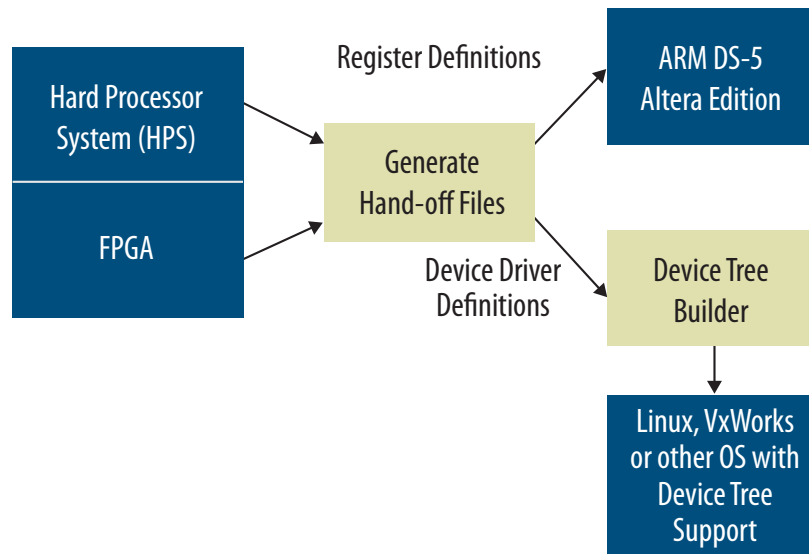 Hard Processor
System (HPS)
FPGA
Register Definitions
Generate
Hand-off Files
Device Driver
Definitions
ARM DS-5
Altera Edition
Device Tree
Builder
Linux, VxWorks
or other OS with
Device Tree
Support